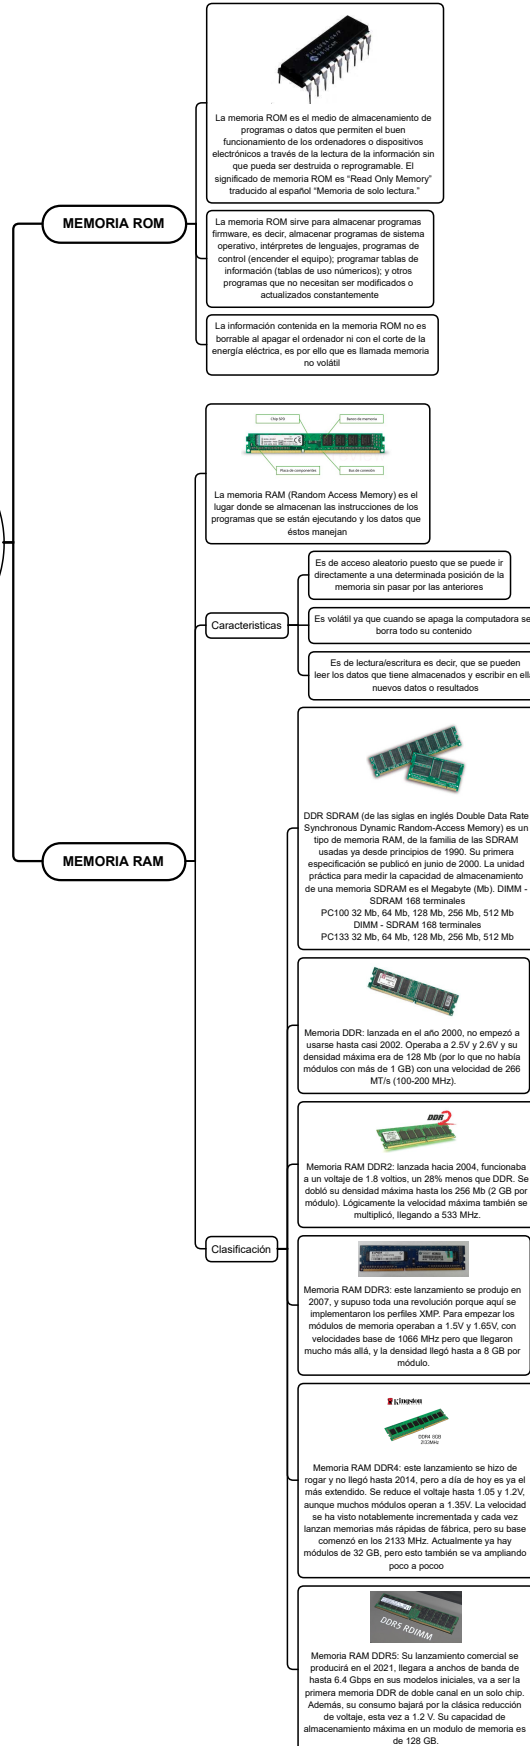 La memoria ROM es el medio de almacenamiento de
programas o datos que permiten el buen
funcionamiento de los ordenadores o dispositivos
electrónicos a través de la lectura de la información sin
que pueda ser destruida o reprogramable. El
significado de memoria ROM es “Read Only Memory”
traducido al español “Memoria de solo lectura.”
MEMORIA ROM
La memoria ROM sirve para almacenar programas
firmware, es decir, almacenar programas de sistema
operativo, intérpretes de lenguajes, programas de
control (encender el equipo); programar tablas de
información (tablas de uso númericos); y otros
programas que no necesitan ser modificados o
actualizados constantemente
La información contenida en la memoria ROM no es
borrable al apagar el ordenador ni con el corte de la
energía eléctrica, es por ello que es llamada memoria
no volátil
Chip SPD
Banco de memoria
Placa de componentes
Bus de conexión
La memoria RAM (Random Access Memory) es el
lugar donde se almacenan las instrucciones de los
programas que se están ejecutando y los datos que
éstos manejan
Caracteristicas
Es de acceso aleatorio puesto que se puede ir
directamente a una determinada posición de la
memoria sin pasar por las anteriores
Es volátil ya que cuando se apaga la computadora se
borra todo su contenido
Es de lectura/escritura es decir, que se pueden
leer los datos que tiene almacenados y escribir en ella
nuevos datos o resultados
MEMORIA RAM
DDR SDRAM (de las siglas en inglés Double Data Rate
Synchronous Dynamic Random-Access Memory) es un
tipo de memoria RAM, de la familia de las SDRAM
usadas ya desde principios de 1990. Su primera
especificación se publicó en junio de 2000. La unidad
práctica para medir la capacidad de almacenamiento
de una memoria SDRAM es el Megabyte (Mb). DIMM -
SDRAM 168 terminales
PC100 32 Mb, 64 Mb, 128 Mb, 256 Mb, 512 Mb
DIMM - SDRAM 168 terminales
PC133 32 Mb, 64 Mb, 128 Mb, 256 Mb, 512 Mb
Memoria DDR: lanzada en el año 2000, no empezó a
usarse hasta casi 2002. Operaba a 2.5V y 2.6V y su
densidad máxima era de 128 Mb (por lo que no había
módulos con más de 1 GB) con una velocidad de 266
MT/s (100-200 MHz).
DDR2
Memoria RAM DDR2: lanzada hacia 2004, funcionaba
a un voltaje de 1.8 voltios, un 28% menos que DDR. Se
dobló su densidad máxima hasta los 256 Mb (2 GB por
módulo). Lógicamente la velocidad máxima también se
multiplicó, llegando a 533 MHz.
Clasificación
Memoria RAM DDR3: este lanzamiento se produjo en
2007, y supuso toda una revolución porque aquí se
implementaron los perfiles XMP. Para empezar los
módulos de memoria operaban a 1.5V y 1.65V, con
velocidades base de 1066 MHz pero que llegaron
mucho más allá, y la densidad llegó hasta a 8 GB por
módulo.
Kingston
DDR4 8GB
2133MHz
Memoria RAM DDR4: este lanzamiento se hizo de
rogar y no llegó hasta 2014, pero a día de hoy es ya el
más extendido. Se reduce el voltaje hasta 1.05 y 1.2V,
aunque muchos módulos operan a 1.35V. La velocidad
se ha visto notablemente incrementada y cada vez
lanzan memorias más rápidas de fábrica, pero su base
comenzó en los 2133 MHz. Actualmente ya hay
módulos de 32 GB, pero esto también se va ampliando
poco a pocoo
DDR5 RDIMM
Memoria RAM DDR5: Su lanzamiento comercial se
producirá en el 2021, llegara a anchos de banda de
hasta 6.4 Gbps en sus modelos iniciales, va a ser la
primera memoria DDR de doble canal en un solo chip.
Además, su consumo bajará por la clásica reducción
de voltaje, esta vez a 1.2 V. Su capacidad de
almacenamiento máxima en un modulo de memoria es
de 128 GB.